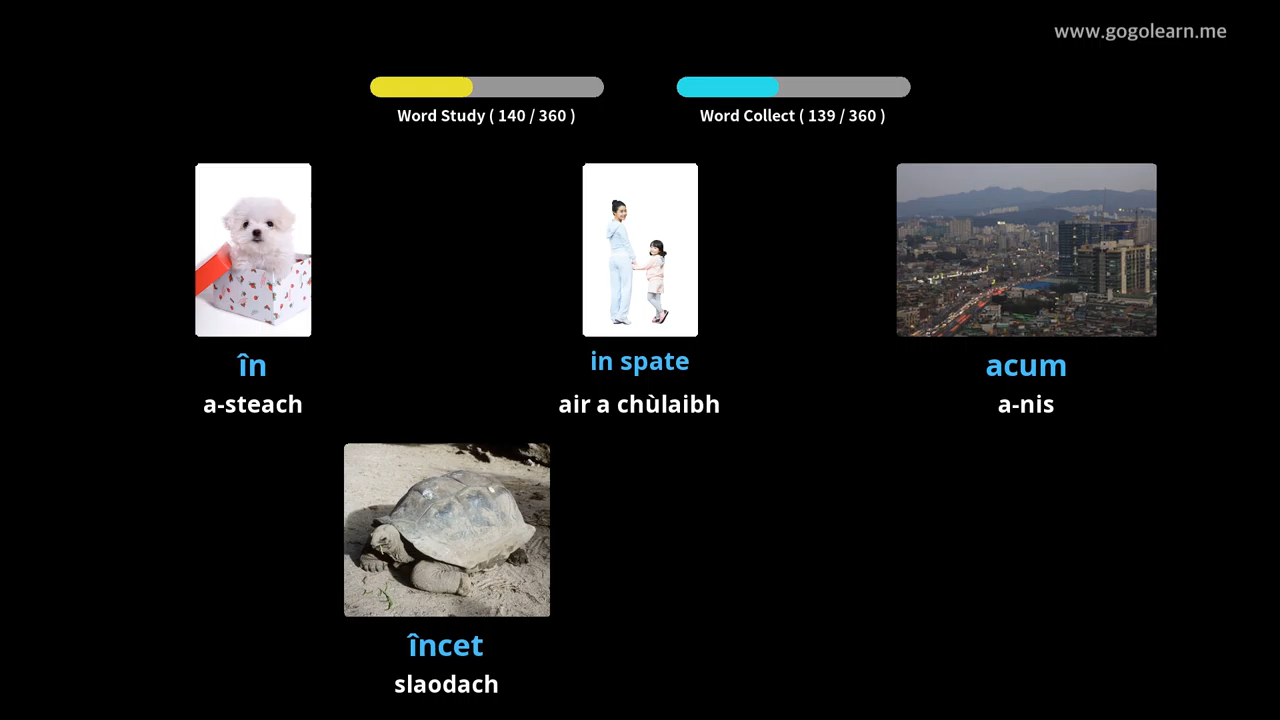 www.gogolearn.me
Word Study ( 140 / 360 )
Word Collect ( 139 / 360 )
în
a-steach
in spate
air a chùlaibh
acum
a-nis
încet
slaodach